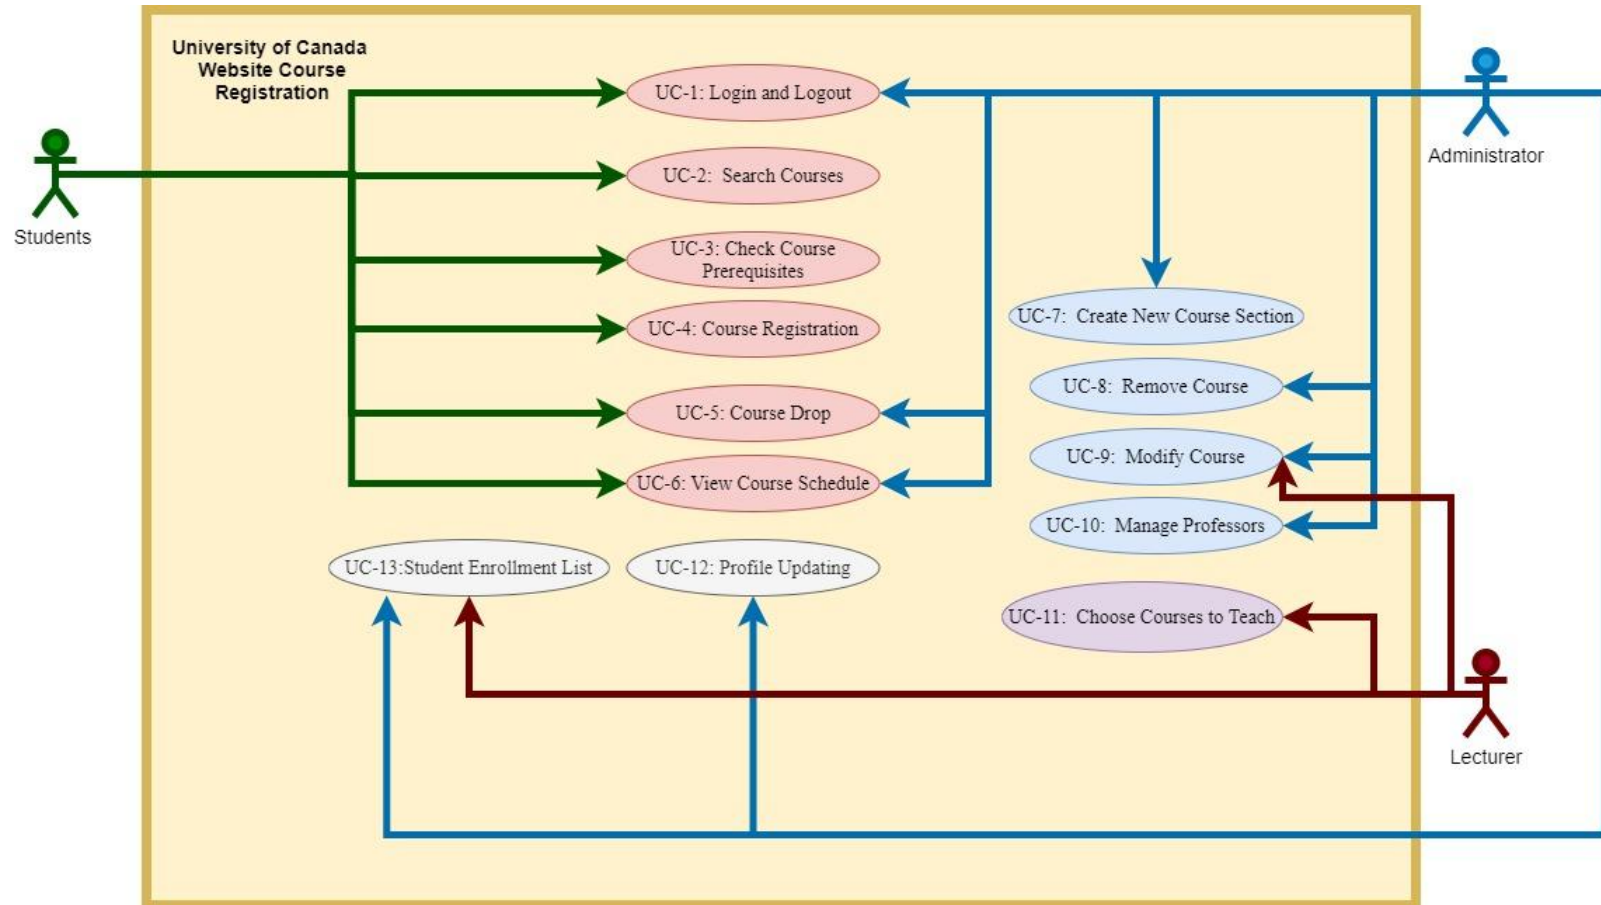 University of Canada
Website Course
Registration
UC-1: Login and Logout
UC-2:  Search Courses
UC-3: Check Course
Prerequisites
UC-4: Course Registration
UC-5: Course Drop
UC-6: View Course Schedule
UC-13:Student Enrollment List
UC-12: Profile Updating
UC-7:  Create New Course Section
UC-8:  Remove Course
UC-9:  Modify Course
UC-10:  Manage Professors
UC-11:  Choose Courses to Teach
Students
Administrator
Lecturer